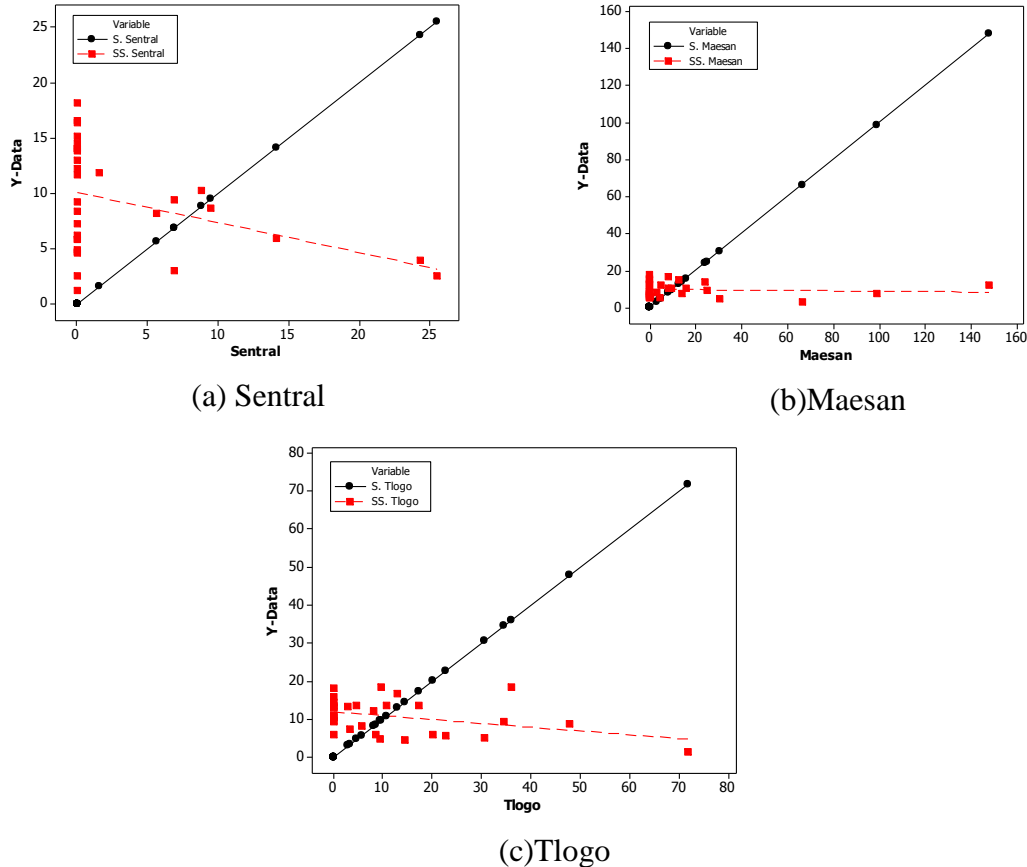 Variable
S. Sentral
SS. Sentral
25
20
15
10
5
0
Y-Data
0 5 10 15 20 25
Sentral
(a) Sentral
Variable
S. Maesan
SS. Maesan
160
140
120
100
80
60
40
20
0
Y-Data
0 20 40 60 80 100 120 140 160
Maesan
(b)Maesan
Variable
S. Tlogo
SS. Tlogo
80
70
60
50
40
30
20
10
0
Y-Data
0 10 20 30 40 50 60 70 80
Tlogo
(c)Tlogo